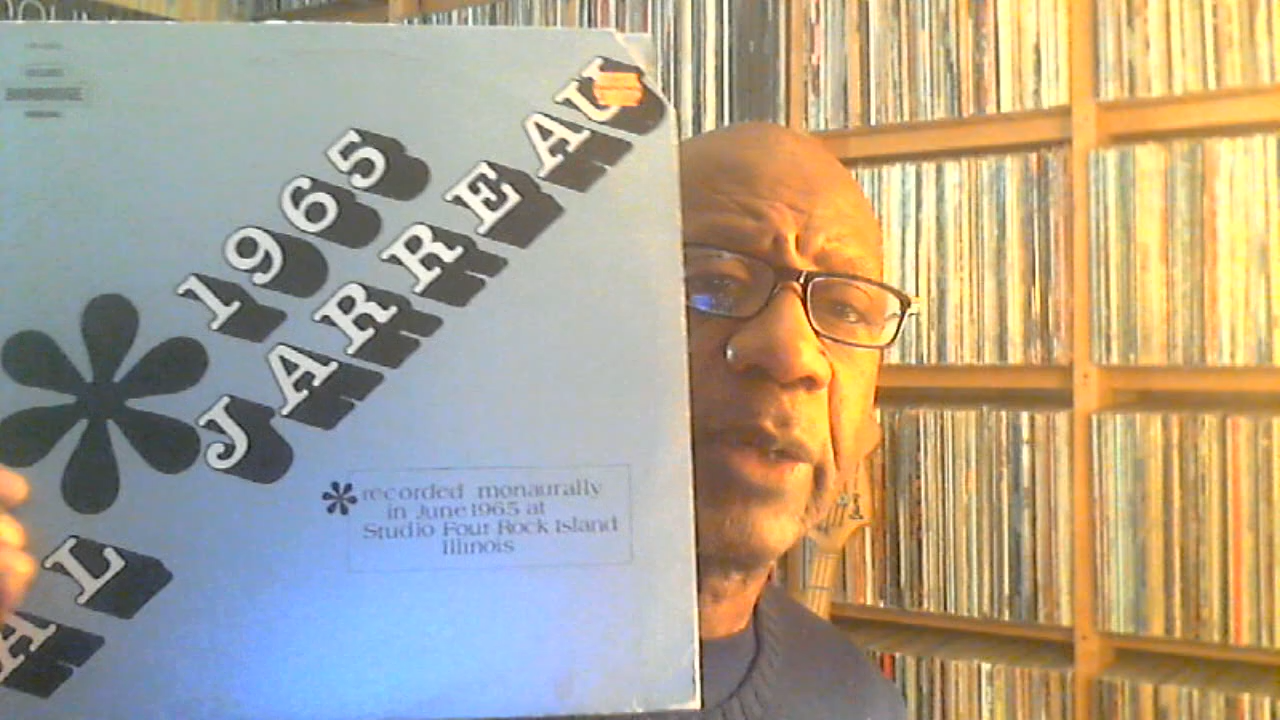 1965
AL JARREAU
recorded monaurally
in June 1965 at
Studio Four Rock Island
Illinois